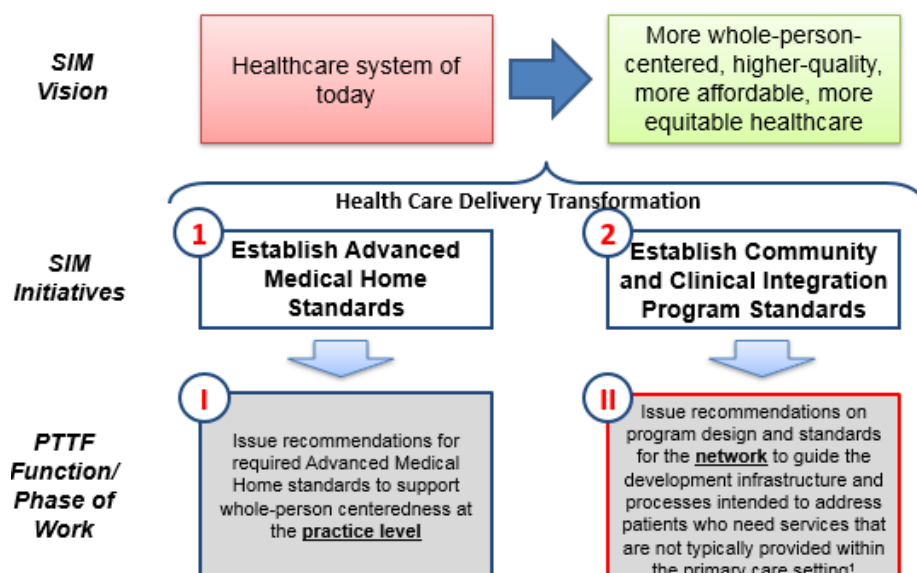 SIM
Vision
Healthcare system of
today
More whole-person-
centered, higher-quality,
more affordable, more
equitable healthcare
Health Care Delivery Transformation
SIM
Initiatives
1
Establish Advanced
Medical Home
Standards
2
Establish Community
and Clinical Integration
Program Standards
PTTF
Function/
Phase of
Work
I
Issue recommendations for
required Advanced Medical
Home standards to support
whole-person centeredness at
the practice level
II
Issue recommendations on
program design and standards
for the network to guide the
development infrastructure and
processes intended to address
patients who need services that
are not typically provided within
the primary care setting¹